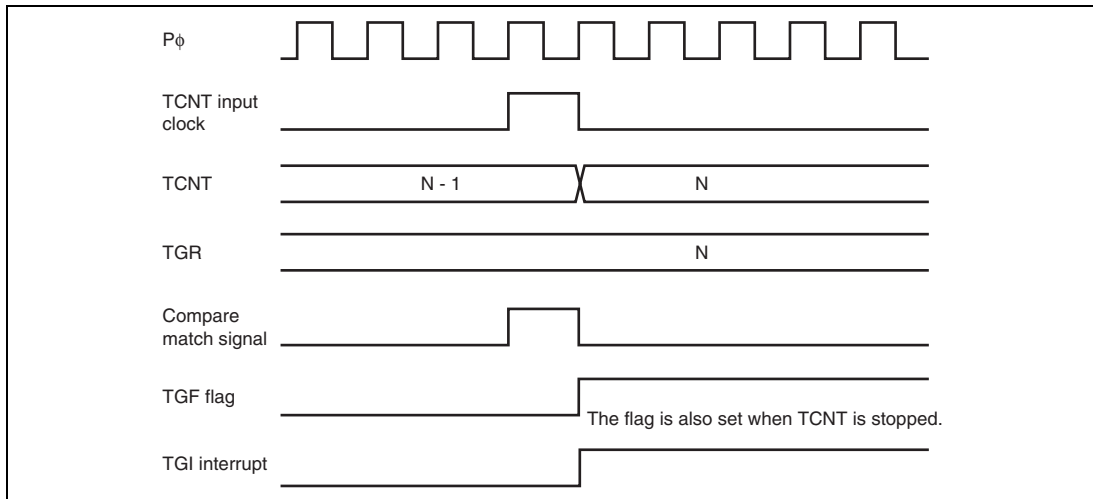 Pϕ
TCNT input
clock
TCNT
N - 1
N
TGR
N
Compare
match signal
TGF flag
The flag is also set when TCNT is stopped.
TGI interrupt